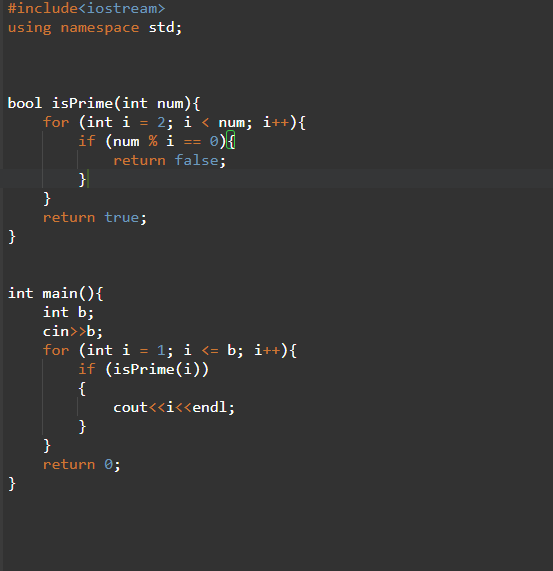 #include<iostream>
using namespace std;
bool isPrime(int num){
    for (int i = 2; i < num; i++){
        if (num % i == 0){
            return false;
        }
    }
    return true;
}
int main(){
    int b;
    cin>>b;
    for (int i = 1; i <= b; i++){
        if (isPrime(i))
        {
            cout<<i<<endl;
        }
    }
    return 0;
}